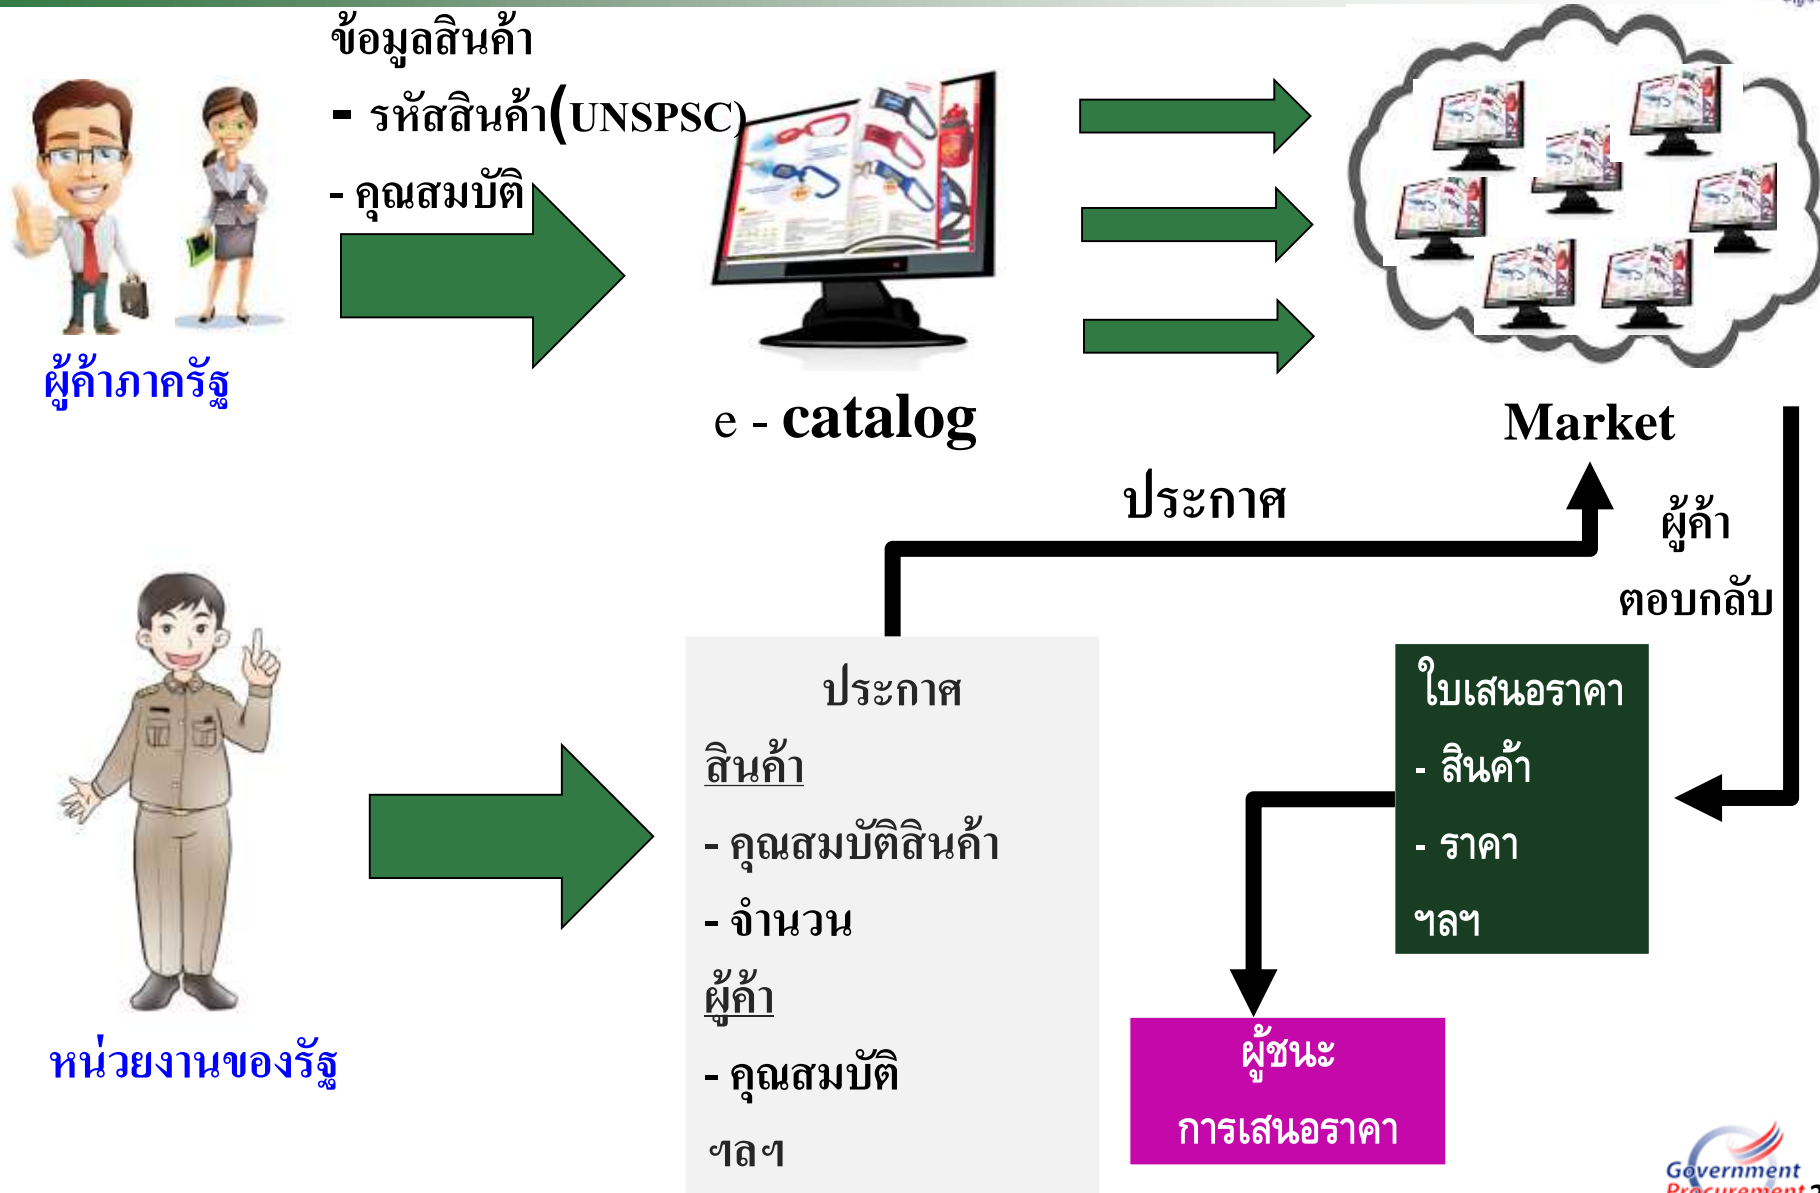 ข้อมูลสินค้า
- รหัสสินค้า(UNSPSC)
- คุณสมบัติ
ผู้ค้าภาครัฐ
e - catalog
Market
ประกาศ
ผู้ค้า
ตอบกลับ
หน่วยงานของรัฐ
ประกาศ
สินค้า
- คุณสมบัติสินค้า
- จำนวน
ผู้ค้า
- คุณสมบัติ
ฯลฯ
ใบเสนอราคา
- สินค้า
- ราคา
ฯลฯ
ผู้ชนะ
การเสนอราคา
Government
Procurement